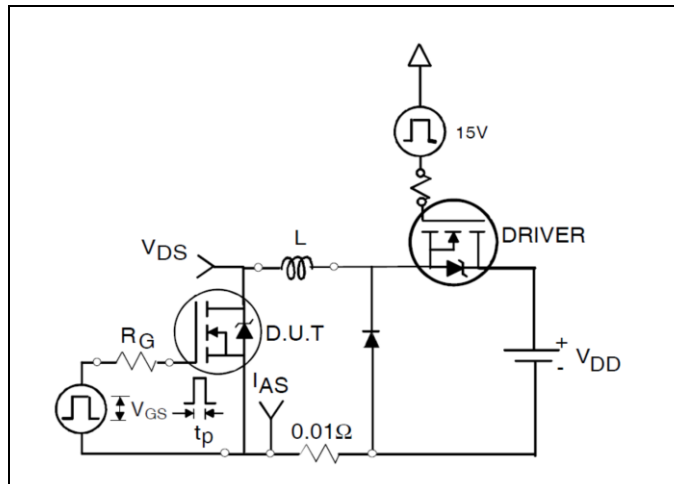 15V
DRIVER
VDS
L
RG
D.U.T
+
VDD
-
IAS
VGS
tp
0.01Ω